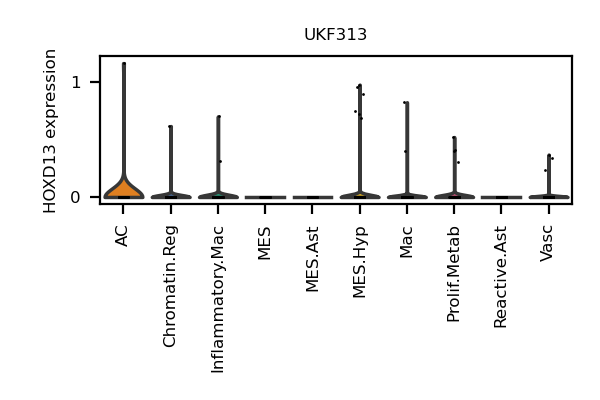 UKF313
HOXD13 expression
1
0
AC
Chromatin.Reg
Inflammatory.Mac
MES
MES.Ast
MES.Hyp
Mac
Prolif.Metab
Reactive.Ast
Vasc